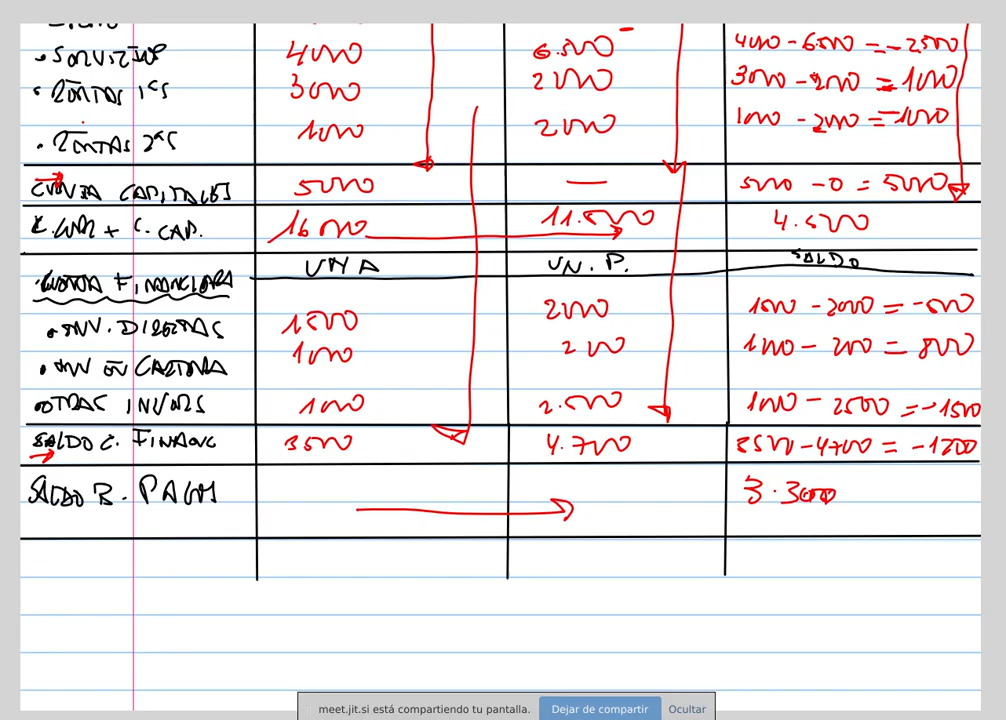 • SERVIZIOS 4000 6.500 4000 - 6500 = -2500
• RENTAS 1ªS 3000 2000 3000 - 2000 = 1000
• RENTAS 2ªS 1000 2000 1000 - 2000 = -1000
CUENTA CAPITALES 5000 — 5000 - 0 = 5000
C. CORR + C. CAP. 16000 11.500 4.500
CUENTA FINANCIERA VNA VN.P. SALDO
• INV. DIRECTAS 1500 2000 1500 - 2000 = -500
• INV EN CARTERA 1000 200 1000 - 200 = 800
OTRAS INVERS 1000 2.500 1000 - 2500 = -1500
SALDO C. FINANC 3500 4.700 3500 - 4700 = -1200
SALDO B. PAGOS 3.300
meet.jit.si está compartiendo tu pantalla. Dejar de compartir Ocultar